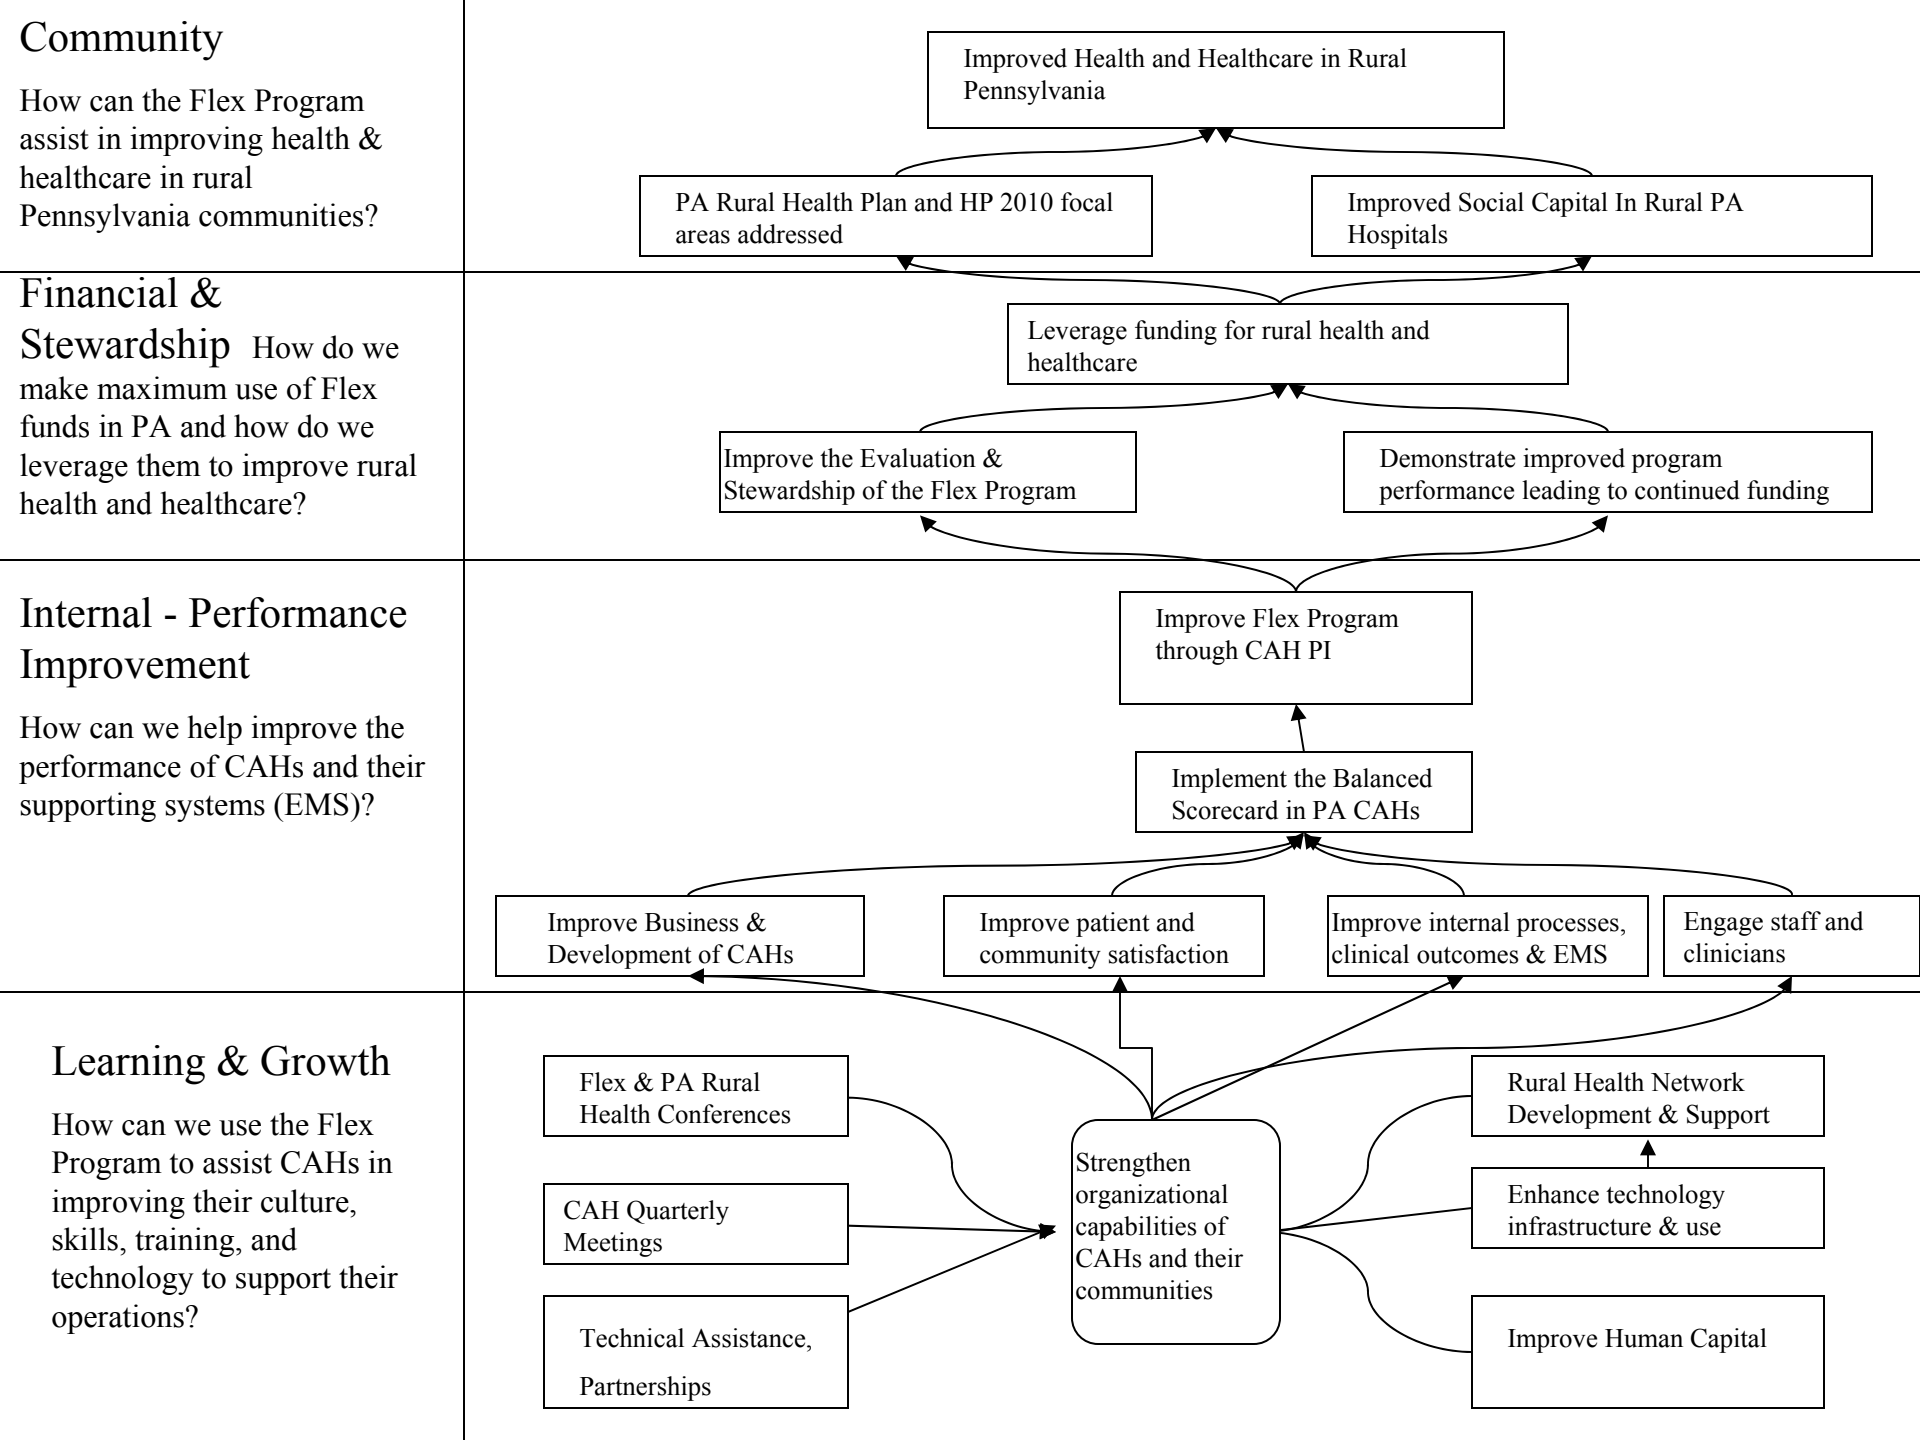 Community
How can the Flex Program
assist in improving health &
healthcare in rural
Pennsylvania communities?
Improved Health and Healthcare in Rural
Pennsylvania
PA Rural Health Plan and HP 2010 focal
areas addressed
Improved Social Capital In Rural PA
Hospitals
Financial &
Stewardship How do we
make maximum use of Flex
funds in PA and how do we
leverage them to improve rural
health and healthcare?
Leverage funding for rural health and
healthcare
Improve the Evaluation &
Stewardship of the Flex Program
Demonstrate improved program
performance leading to continued funding
Internal - Performance
Improvement
How can we help improve the
performance of CAHs and their
supporting systems (EMS)?
Improve Flex Program
through CAH PI
Implement the Balanced
Scorecard in PA CAHs
Improve Business &
Development of CAHs
Improve patient and
community satisfaction
Improve internal processes,
clinical outcomes & EMS
Engage staff and
clinicians
Learning & Growth
How can we use the Flex
Program to assist CAHs in
improving their culture,
skills, training, and
technology to support their
operations?
Flex & PA Rural
Health Conferences
CAH Quarterly
Meetings
Technical Assistance,
Partnerships
Strengthen
organizational
capabilities of
CAHs and their
communities
Rural Health Network
Development & Support
Enhance technology
infrastructure & use
Improve Human Capital